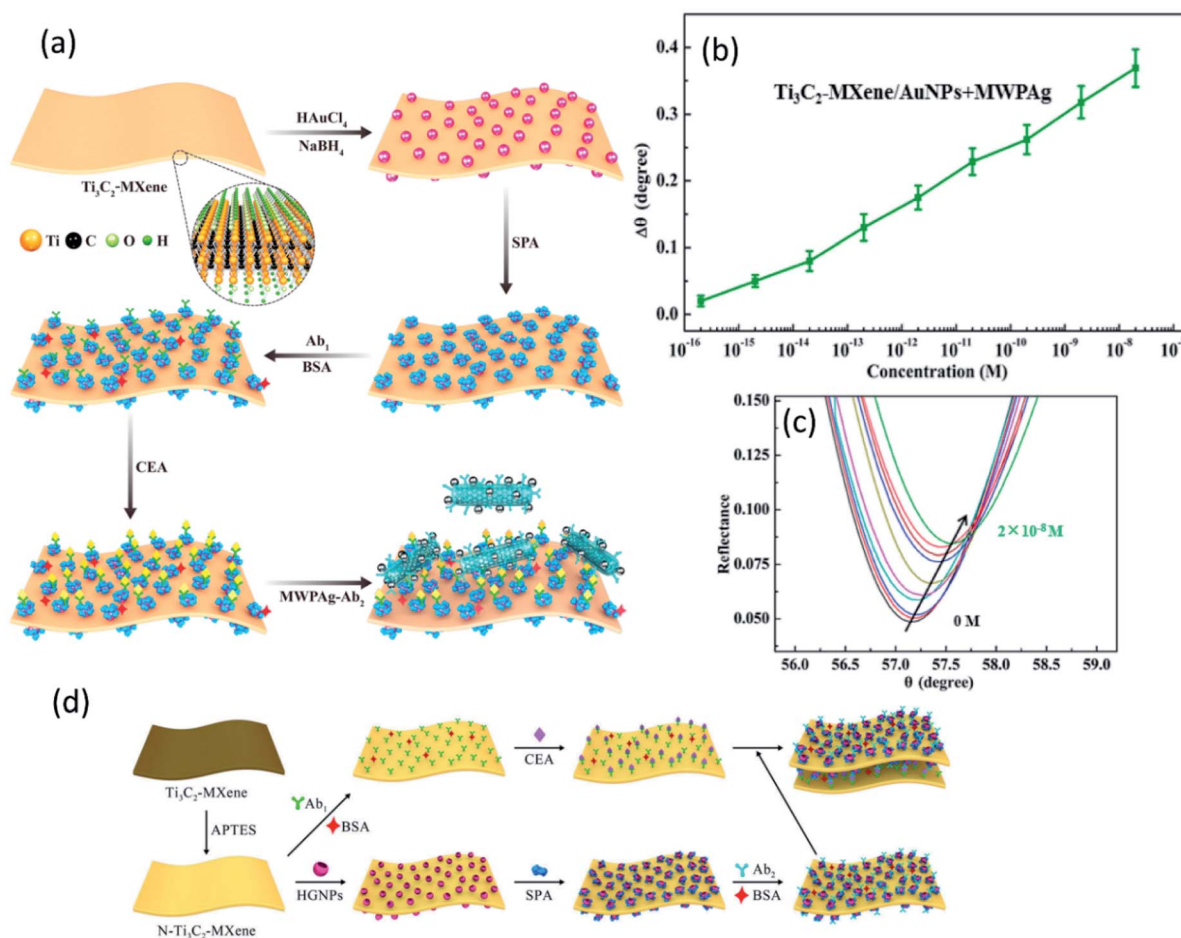 (a)
HAuCl₄
NaBH₄
Ti₃C₂-MXene
Ti C O H
SPA
Ab₁
BSA
CEA
MWPAg-Ab₂
(b)
Ti₃C₂-MXene/AuNPs+MWPAg
Δθ (degree)
0.4
0.3
0.2
0.1
0.0
10⁻¹⁶ 10⁻¹⁵ 10⁻¹⁴ 10⁻¹³ 10⁻¹² 10⁻¹¹ 10⁻¹⁰ 10⁻⁹ 10⁻⁸ 10⁻
Concentration (M)
(c)
Reflectance
0.150
0.125
0.100
0.075
0.050
2×10⁻⁸M
0 M
56.0 56.5 57.0 57.5 58.0 58.5 59.0
θ (degree)
(d)
Ti₃C₂-MXene
APTES
N-Ti₃C₂-MXene
Ab₁
BSA
CEA
HGNPs
SPA
Ab₂
BSA